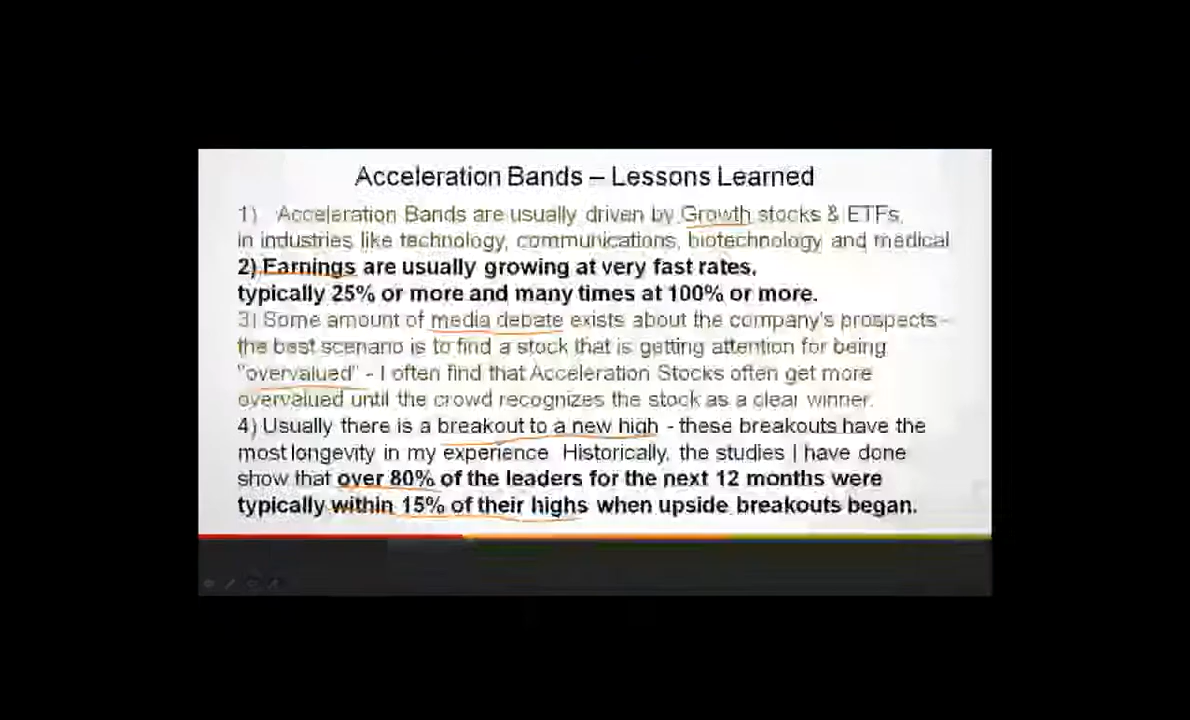 Acceleration Bands – Lessons Learned
1) Acceleration Bands are usually driven by Growth stocks & ETFs,
in industries like technology, communications, biotechnology and medical
2) Earnings are usually growing at very fast rates,
typically 25% or more and many times at 100% or more.
3) Some amount of media debate exists about the company's prospects -
the best scenario is to find a stock that is getting attention for being
"overvalued" - I often find that Acceleration Stocks often get more
overvalued until the crowd recognizes the stock as a clear winner.
4) Usually there is a breakout to a new high - these breakouts have the
most longevity in my experience Historically, the studies I have done
show that over 80% of the leaders for the next 12 months were
typically within 15% of their highs when upside breakouts began.